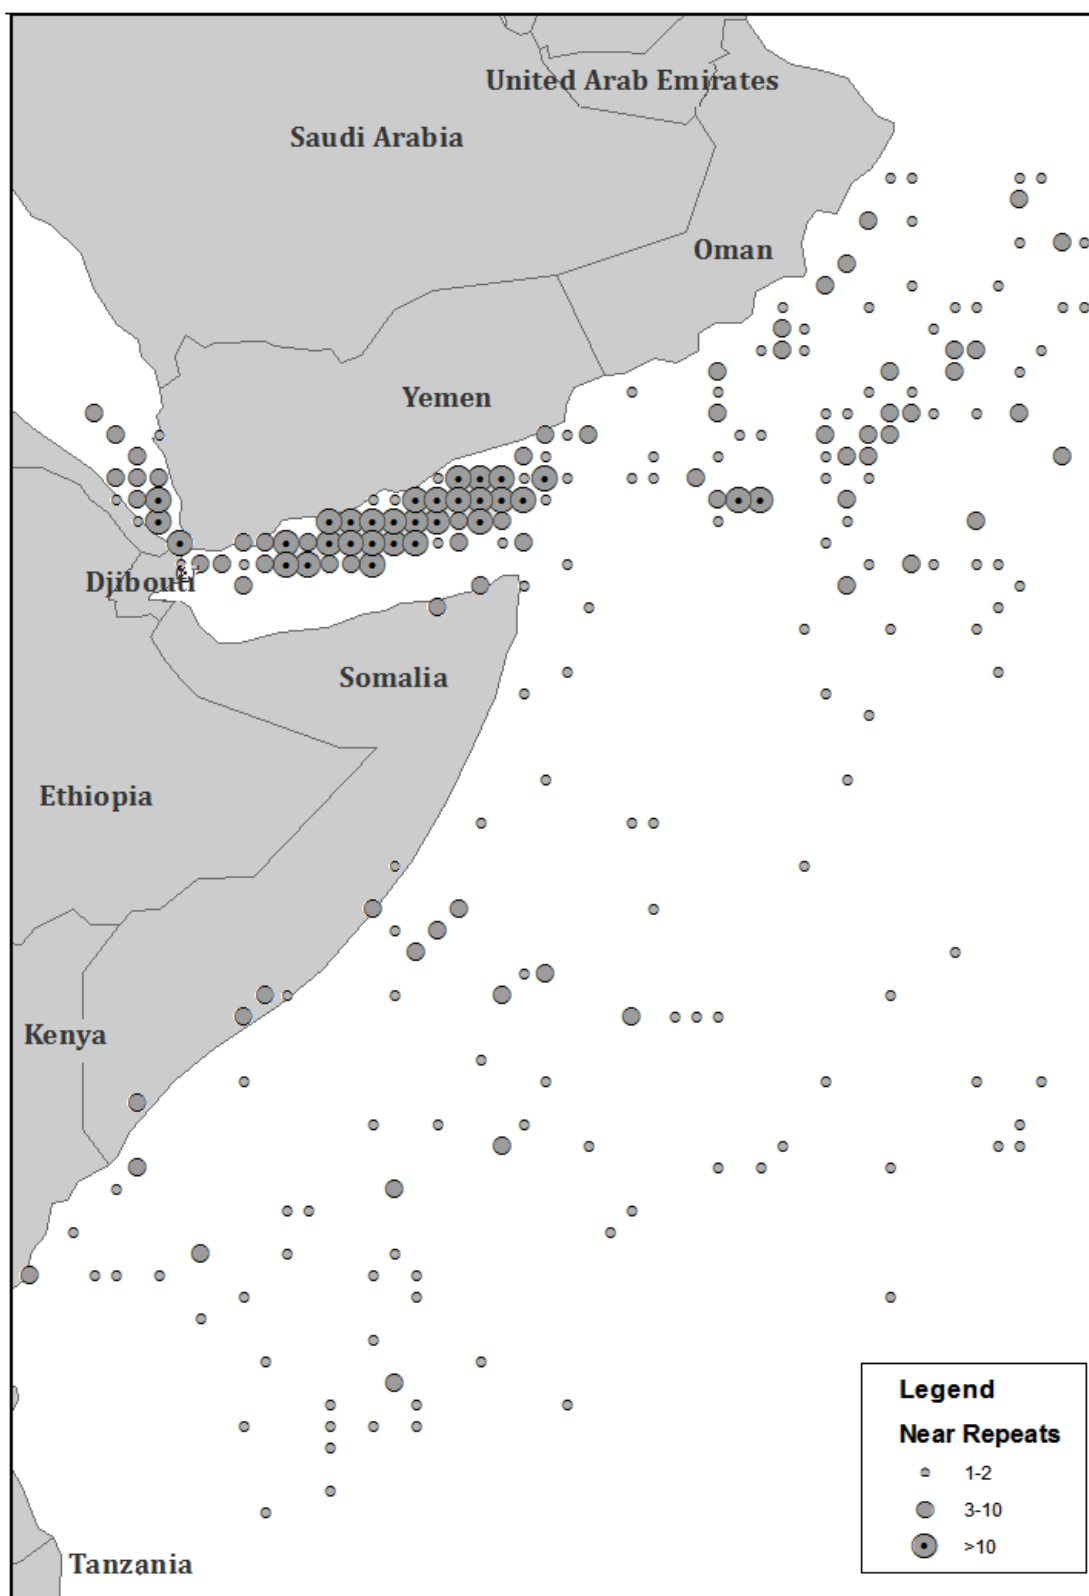 United Arab Emirates
Saudi Arabia
Oman
Yemen
Djibouti
Somalia
Ethiopia
Kenya
Legend
Near Repeats
1-2
3-10
>10
Tanzania